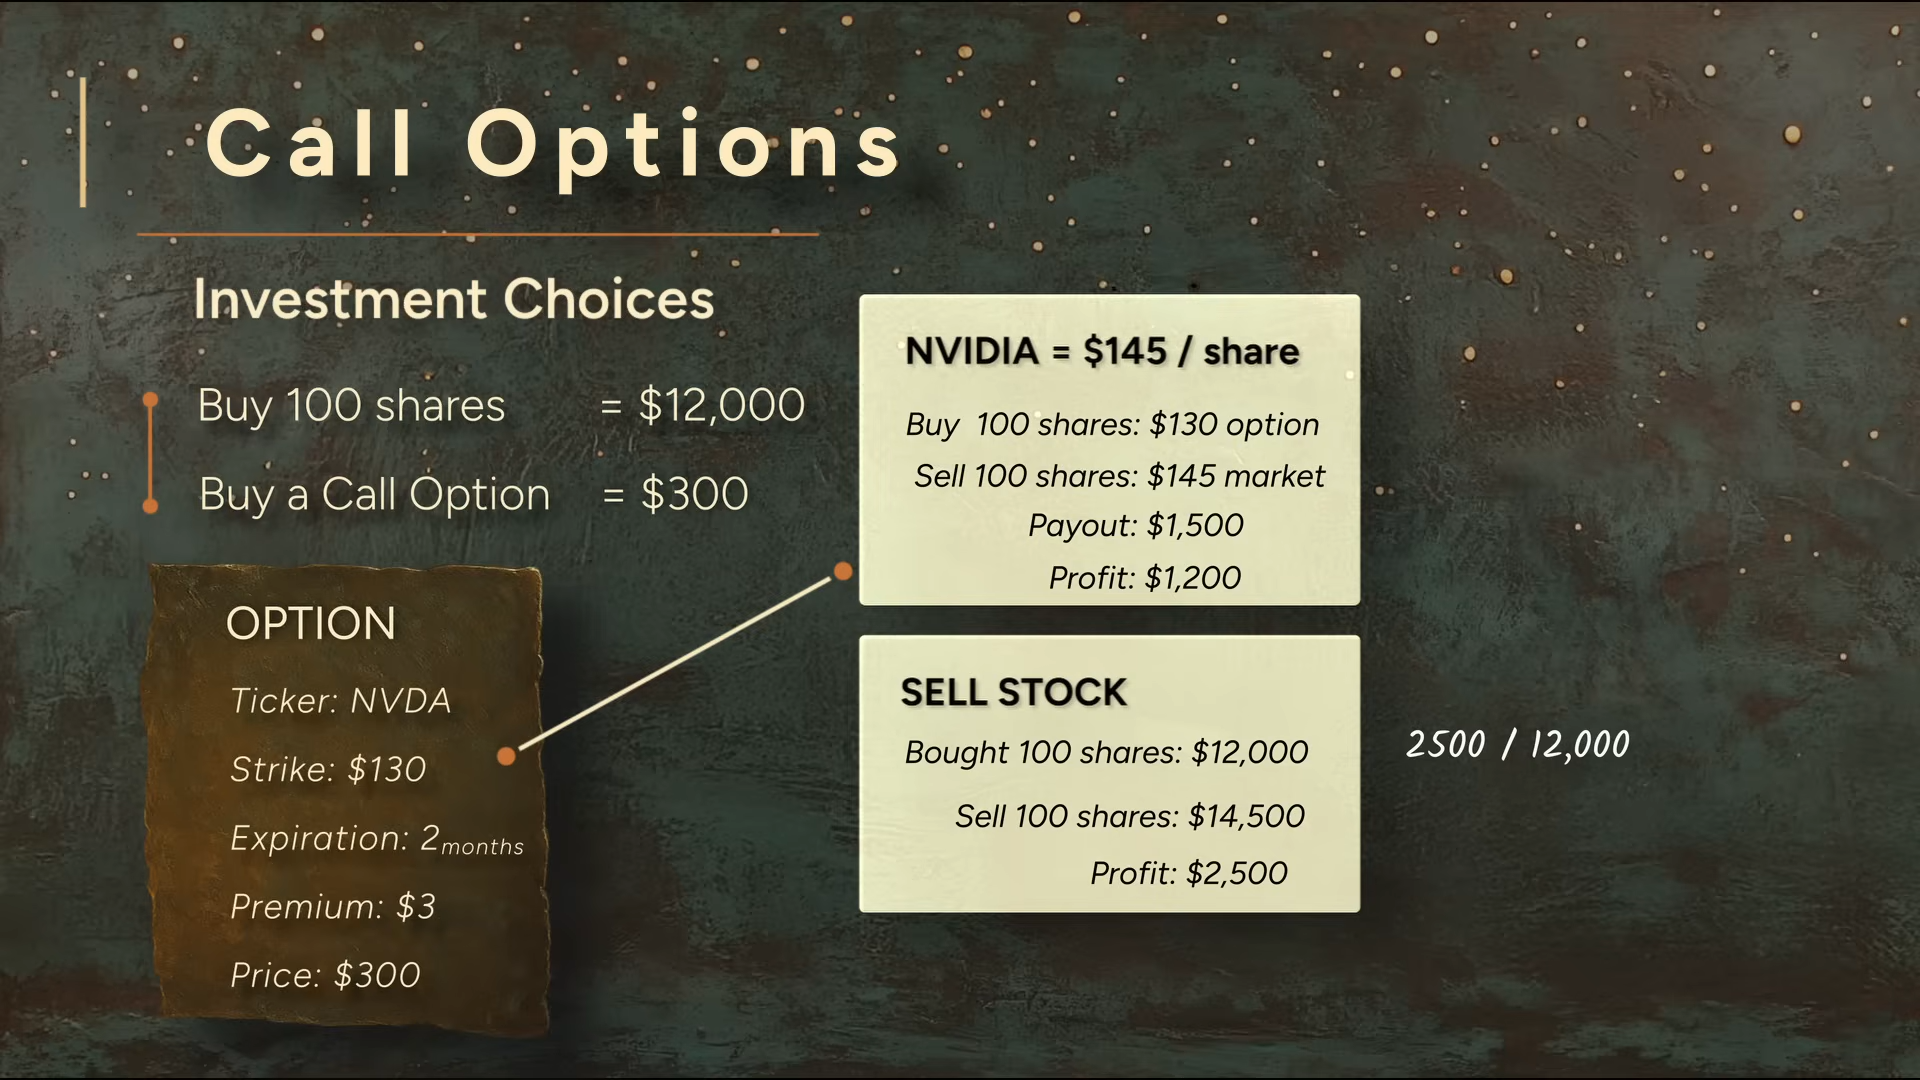 Call Options
Investment Choices
Buy 100 shares = $12,000
Buy a Call Option = $300
OPTION
Ticker: NVDA
Strike: $130
Expiration: 2months
Premium: $3
Price: $300
NVIDIA = $145 / share
Buy 100 shares: $130 option
Sell 100 shares: $145 market
Payout: $1,500
Profit: $1,200
SELL STOCK
Bought 100 shares: $12,000
Sell 100 shares: $14,500
Profit: $2,500
2500 / 12,000